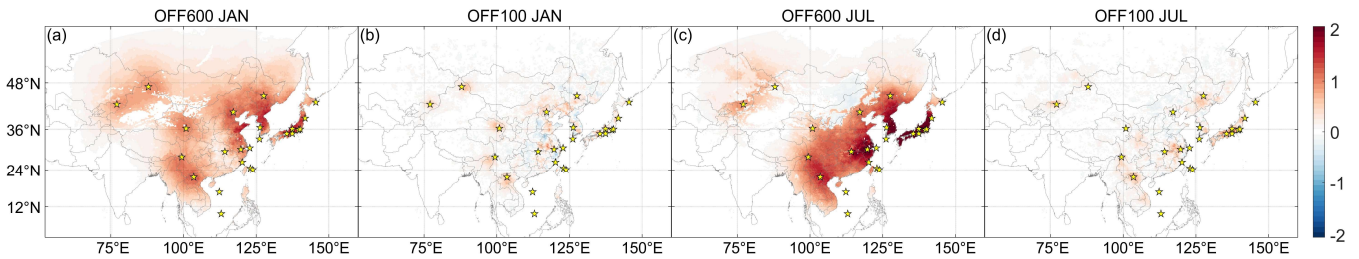 OFF600 JAN
OFF100 JAN
OFF600 JUL
OFF100 JUL
(a)
(b)
(c)
(d)
48°N
36°N
24°N
12°N
75°E 100°E 125°E 150°E
75°E 100°E 125°E 150°E
75°E 100°E 125°E 150°E
75°E 100°E 125°E 150°E
2
1
0
-1
-2